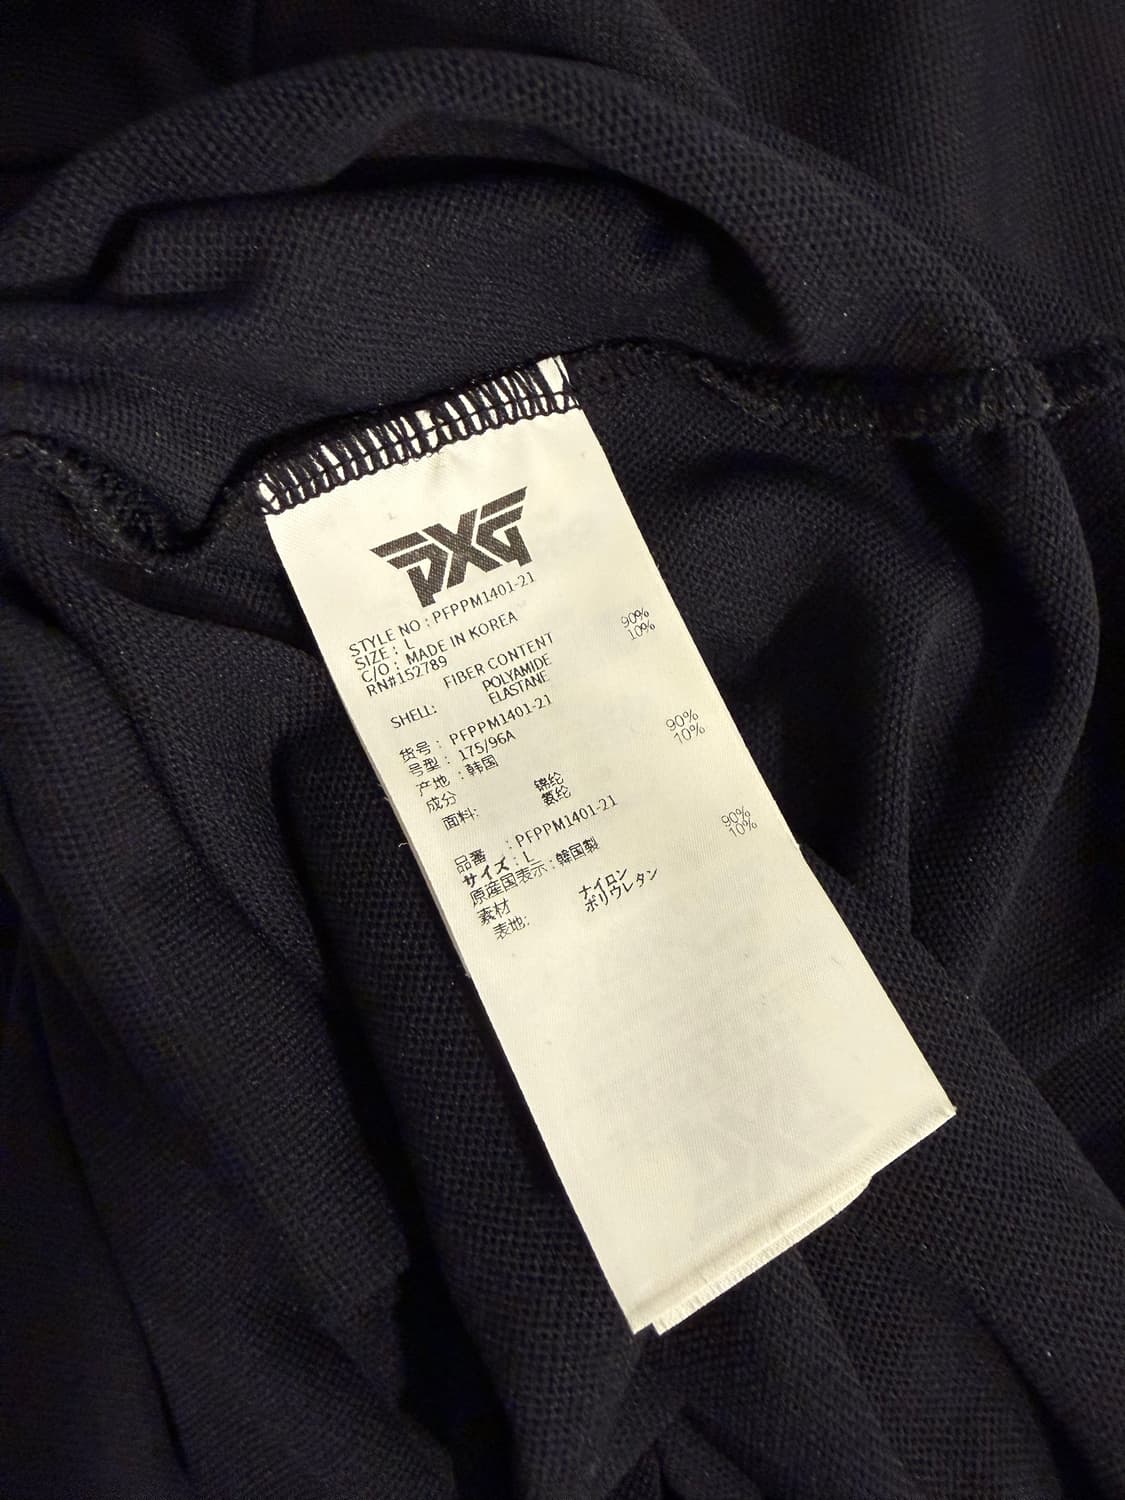 PXG
STYLE NO : PFPPM1401-21
SIZE : L
C/O : MADE IN KOREA
RN#152789
FIBER CONTENT
SHELL: POLYAMIDE 90%
ELASTANE 10%
货号 : PFPPM1401-21
号型 : 175/96A
产地 : 韩国
成分
面料: 锦纶 90%
氨纶 10%
品番 : PFPPM1401-21
サイズ : L
原産国表示 : 韓国製
素材
表地: ナイロン 90%
ポリウレタン 10%